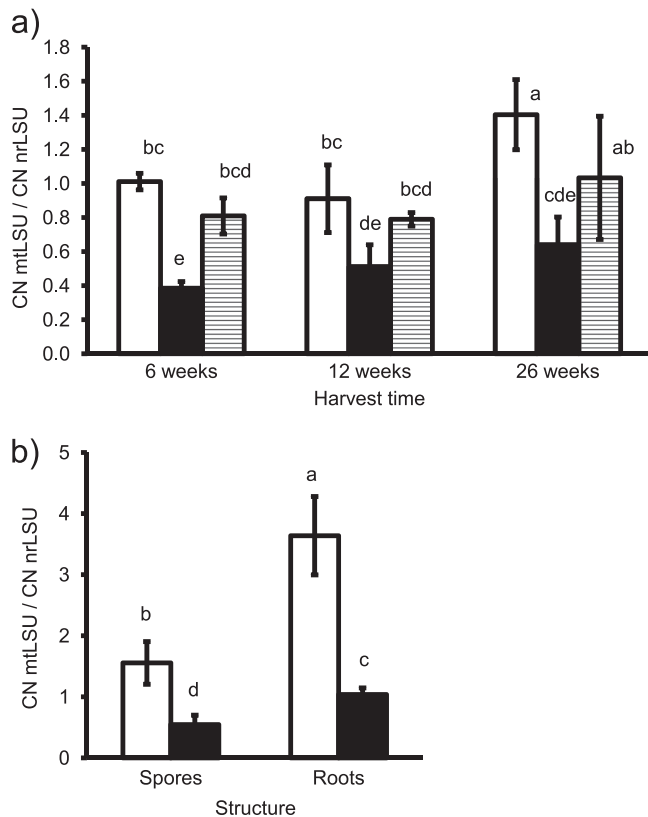 a)
CN mtLSU / CN nrLSU
1.8
1.6
1.4
1.2
1.0
0.8
0.6
0.4
0.2
0.0
bc
e
bcd
bc
de
bcd
a
cde
ab
6 weeks 12 weeks 26 weeks
Harvest time
b)
CN mtLSU / CN nrLSU
5
4
3
2
1
0
b
d
a
c
Spores Roots
Structure